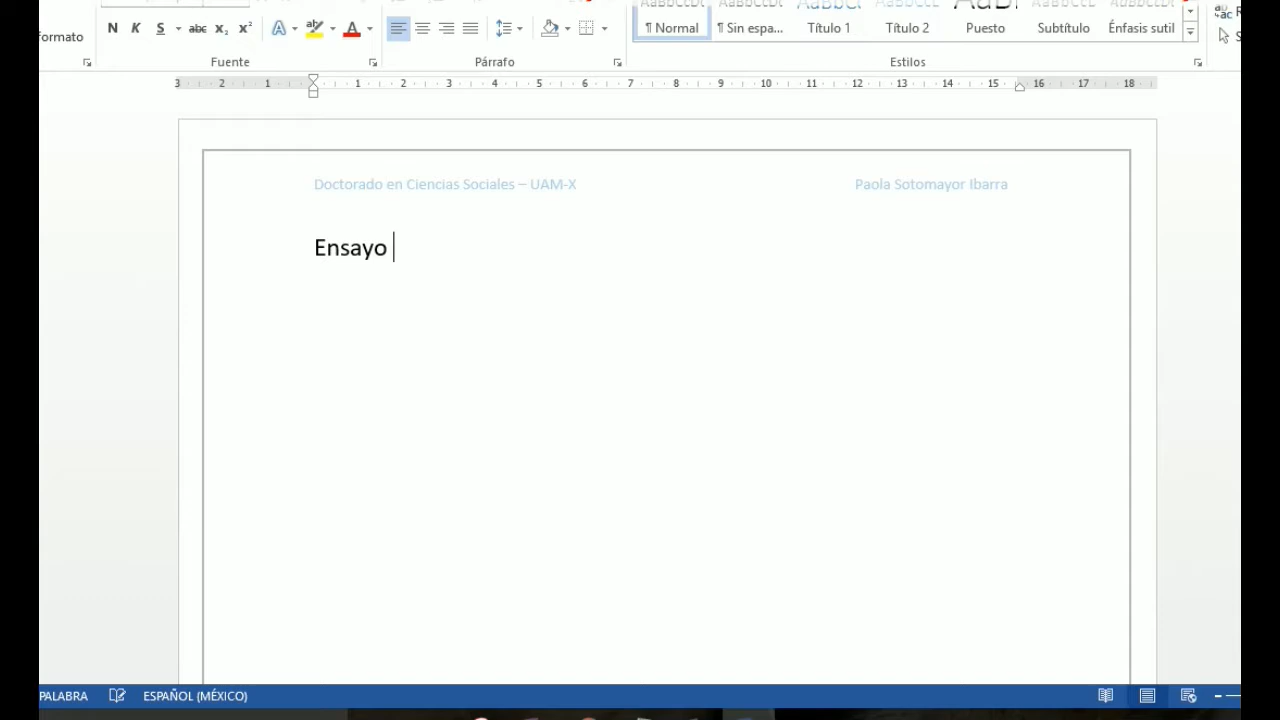 ormato
N K S abc x₂ x² A aby A
¶ Normal ¶ Sin espa... Título 1 Título 2 Puesto Subtítulo Énfasis sutil
Fuente Párrafo Estilos
3 2 1 1 2 3 4 5 6 7 8 9 10 11 12 13 14 15 16 17 18
Doctorado en Ciencias Sociales – UAM-X Paola Sotomayor Ibarra
Ensayo
PALABRA ESPAÑOL (MÉXICO)